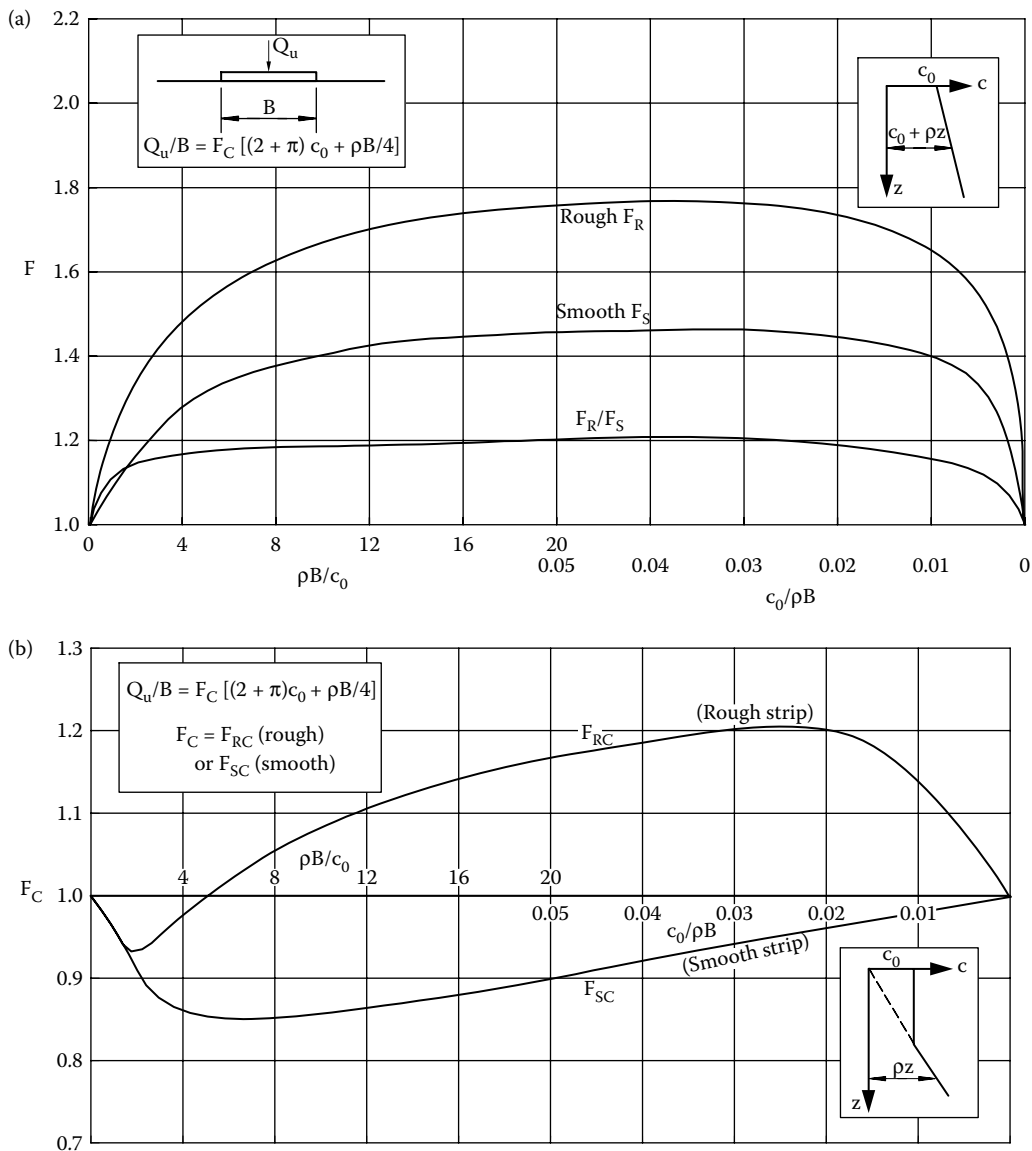 (a)
2.2
2.0
1.8
1.6
F
1.4
1.2
1.0
Q_u
B
Q_u/B = F_C [(2 + π) c_0 + ρB/4]
c_0
c
c_0 + ρz
z
Rough F_R
Smooth F_S
F_R/F_S
0 4 8 12 16 20
0.05 0.04 0.03 0.02 0.01 0
ρB/c_0
c_0/ρB
(b)
1.3
1.2
1.1
F_C 1.0
0.9
0.8
0.7
Q_u/B = F_C [(2 + π)c_0 + ρB/4]
F_C = F_RC (rough)
or F_SC (smooth)
(Rough strip)
F_RC
ρB/c_0
4 8 12 16 20
0.05 0.04 0.03 0.02 0.01
c_0/ρB
(Smooth strip)
F_SC
c_0
c
ρz
z